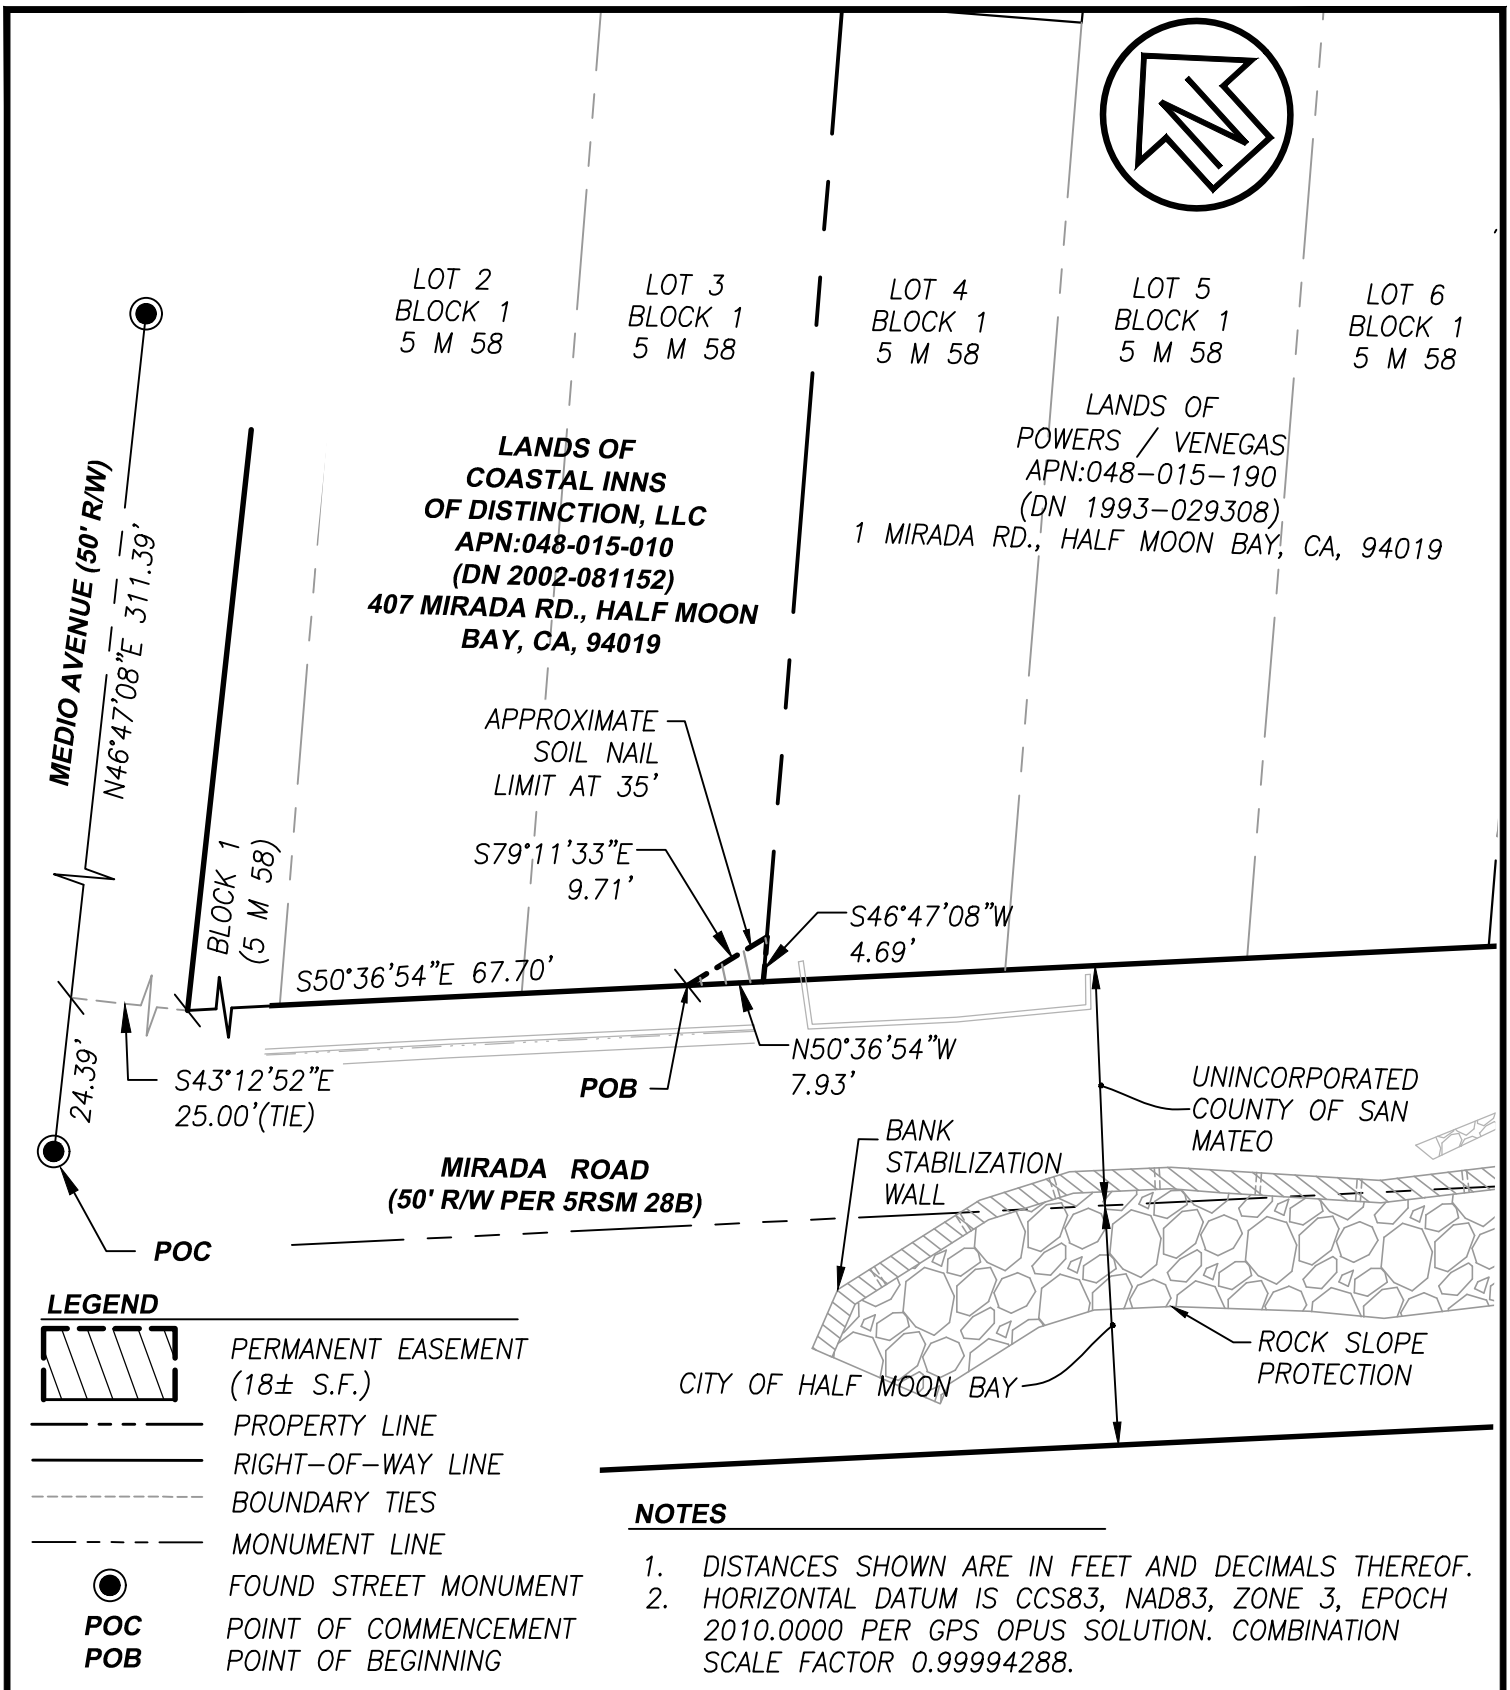 N
LOT 2
BLOCK 1
5 M 58
LOT 3
BLOCK 1
5 M 58
LOT 4
BLOCK 1
5 M 58
LOT 5
BLOCK 1
5 M 58
LOT 6
BLOCK 1
5 M 58
LANDS OF
COASTAL INNS
OF DISTINCTION, LLC
APN:048-015-010
(DN 2002-081152)
407 MIRADA RD., HALF MOON
BAY, CA, 94019
LANDS OF
POWERS / VENEGAS
APN:048-015-190
(DN 1993-029308)
1 MIRADA RD., HALF MOON BAY, CA, 94019
MEDIO AVENUE (50' R/W)
N46°47'08"E 311.39'
APPROXIMATE
SOIL NAIL
LIMIT AT 35'
S79°11'33"E
9.71'
BLOCK 1
(5 M 58)
S46°47'08"W
4.69'
S50°36'54"E 67.70'
N50°36'54"W
7.93'
24.39'
S43°12'52"E
25.00'(TIE)
POB
UNINCORPORATED
COUNTY OF SAN
MATEO
BANK
STABILIZATION
WALL
MIRADA ROAD
(50' R/W PER 5RSM 28B)
POC
ROCK SLOPE
PROTECTION
CITY OF HALF MOON BAY
LEGEND
PERMANENT EASEMENT
(18± S.F.)
PROPERTY LINE
RIGHT-OF-WAY LINE
BOUNDARY TIES
MONUMENT LINE
FOUND STREET MONUMENT
POC POINT OF COMMENCEMENT
POB POINT OF BEGINNING
NOTES
1. DISTANCES SHOWN ARE IN FEET AND DECIMALS THEREOF.
2. HORIZONTAL DATUM IS CCS83, NAD83, ZONE 3, EPOCH
2010.0000 PER GPS OPUS SOLUTION. COMBINATION
SCALE FACTOR 0.99994288.